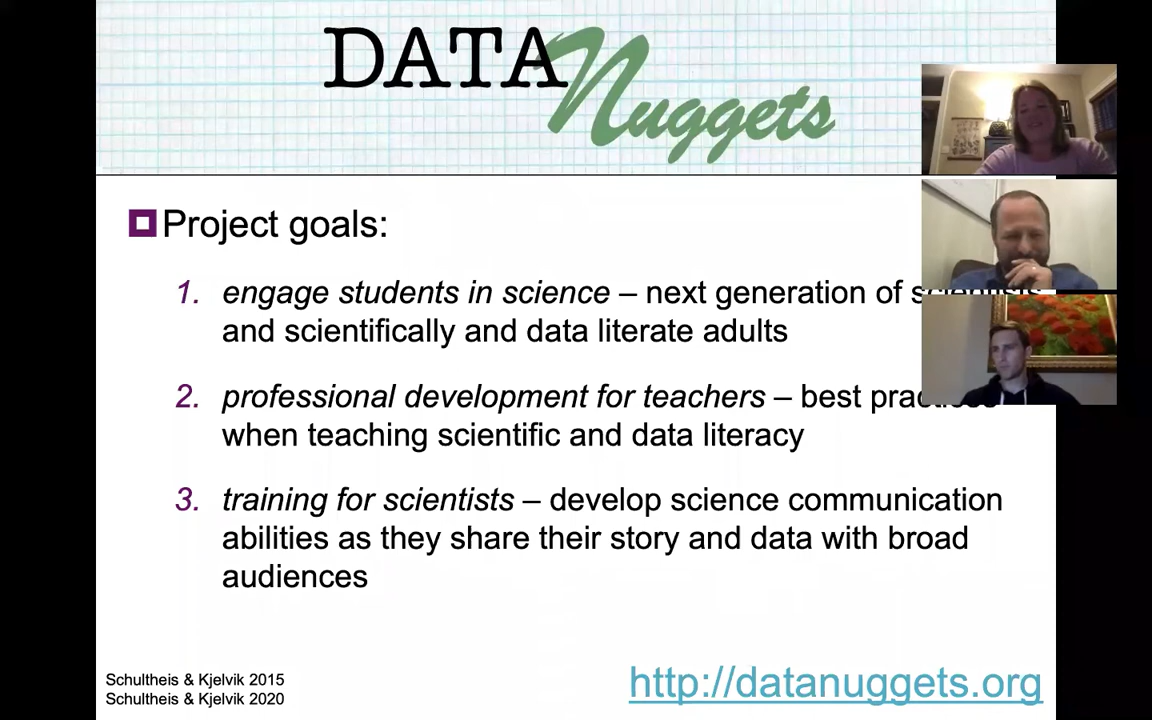 DATA Nuggets
Project goals:
1. engage students in science – next generation of
and scientifically and data literate adults
2. professional development for teachers – best
when teaching scientific and data literacy
3. training for scientists – develop science communication
abilities as they share their story and data with broad
audiences
Schultheis & Kjelvik 2015
Schultheis & Kjelvik 2020
http://datanuggets.org